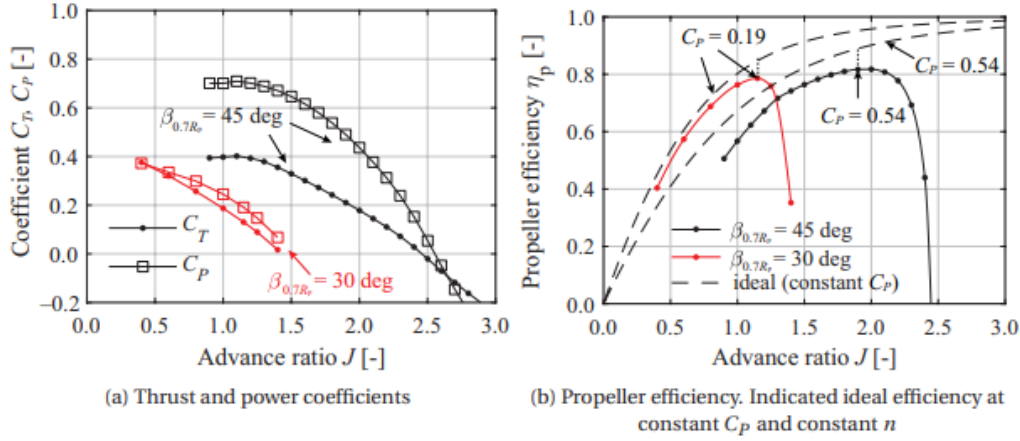 Coefficient C_T, C_P [-]
1.0
0.8
0.6
0.4
0.2
0.0
−0.2
β_0.7R_p = 45 deg
C_T
C_P
β_0.7R_p = 30 deg
0.0 0.5 1.0 1.5 2.0 2.5 3.0
Advance ratio J [-]
(a) Thrust and power coefficients
Propeller efficiency η_p [-]
1.0
0.8
0.6
0.4
0.2
0.0
C_P = 0.19
C_P = 0.54
C_P = 0.54
β_0.7R_p = 45 deg
β_0.7R_p = 30 deg
ideal (constant C_P)
0.0 0.5 1.0 1.5 2.0 2.5 3.0
Advance ratio J [-]
(b) Propeller efficiency. Indicated ideal efficiency at
constant C_P and constant n